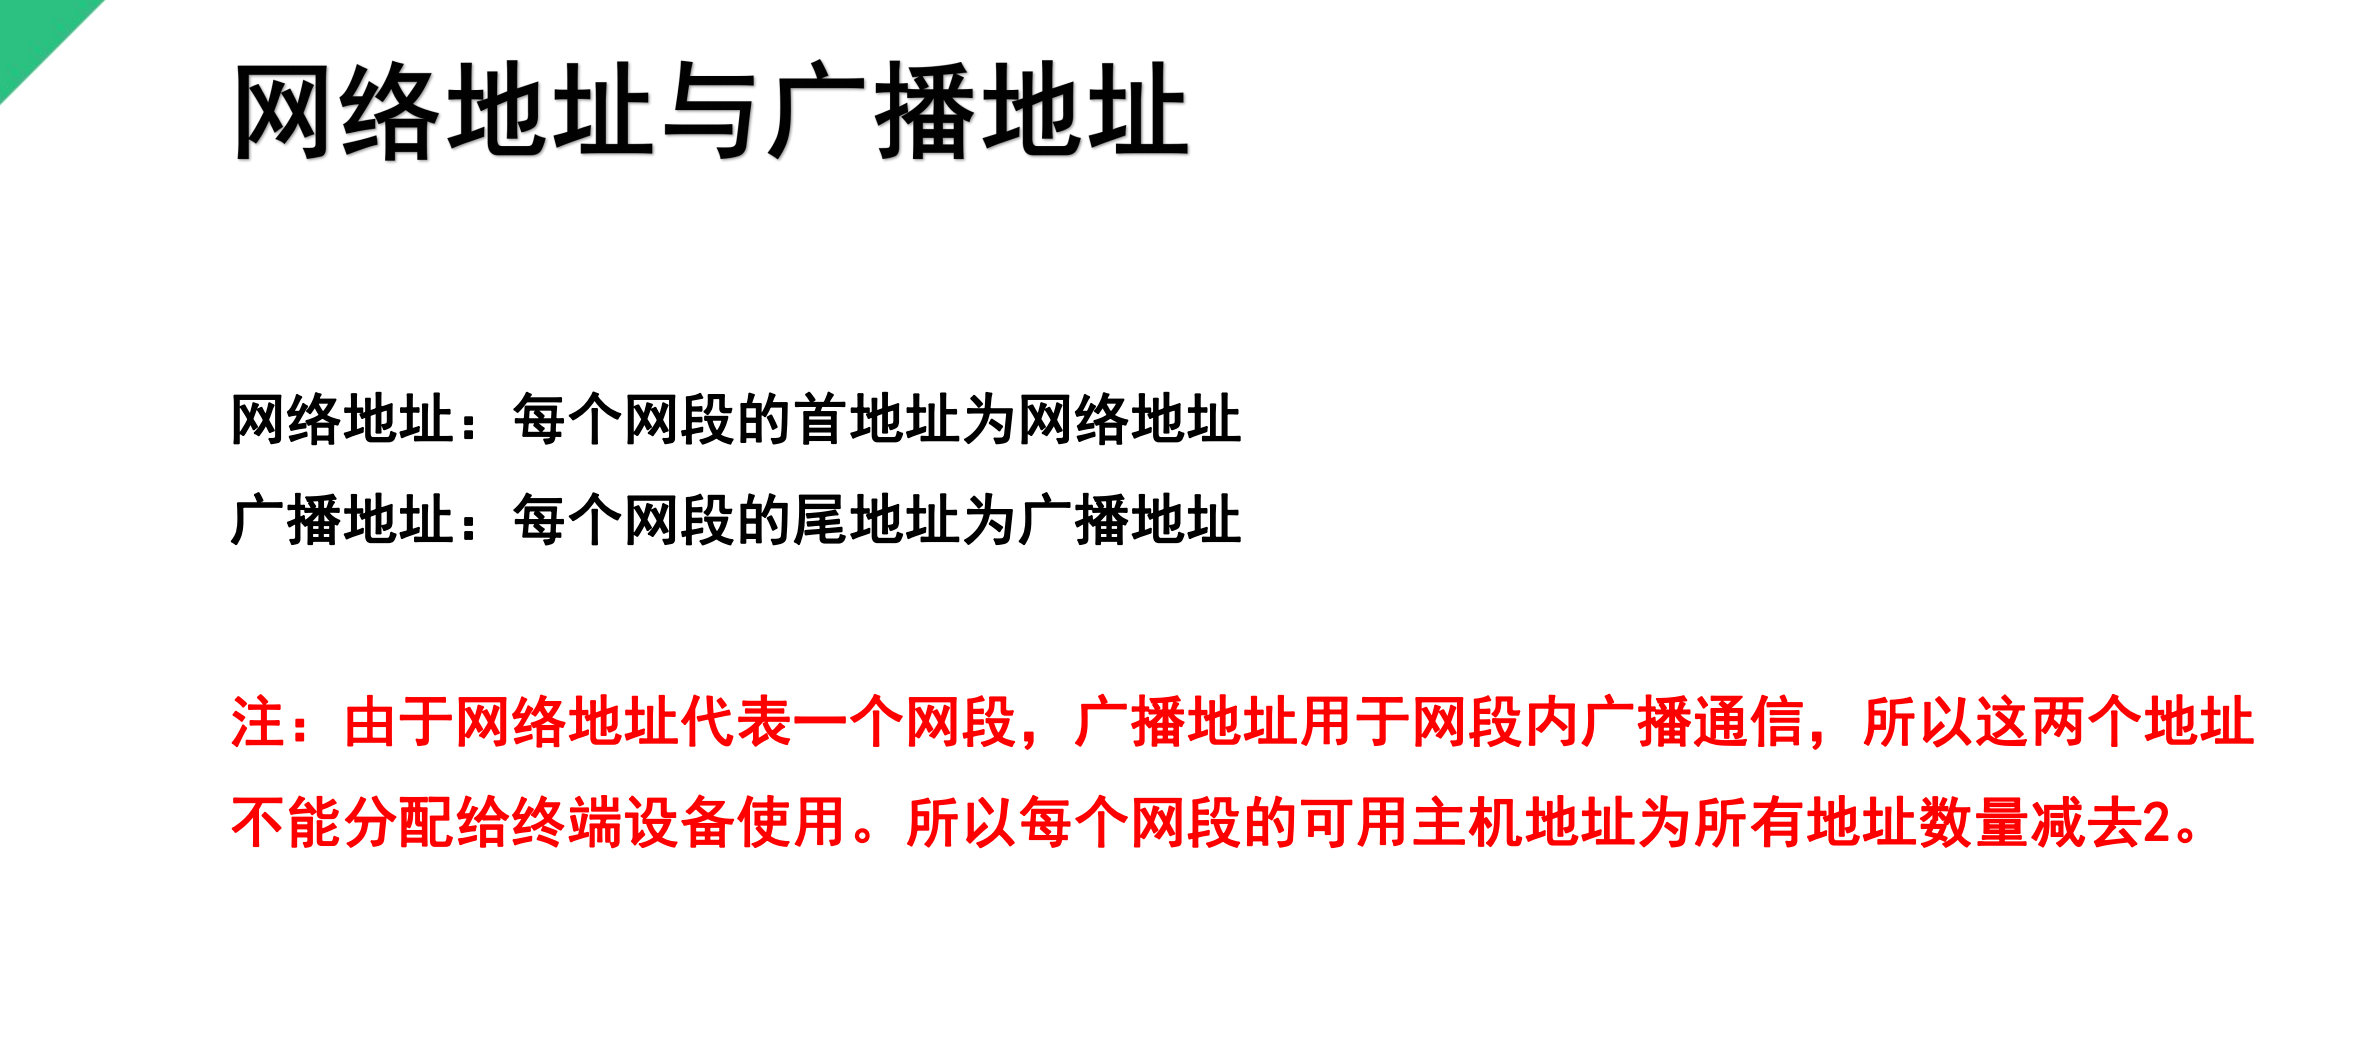 网络地址与广播地址
网络地址：每个网段的首地址为网络地址
广播地址：每个网段的尾地址为广播地址
注：由于网络地址代表一个网段，广播地址用于网段内广播通信，所以这两个地址
不能分配给终端设备使用。所以每个网段的可用主机地址为所有地址数量减去2。